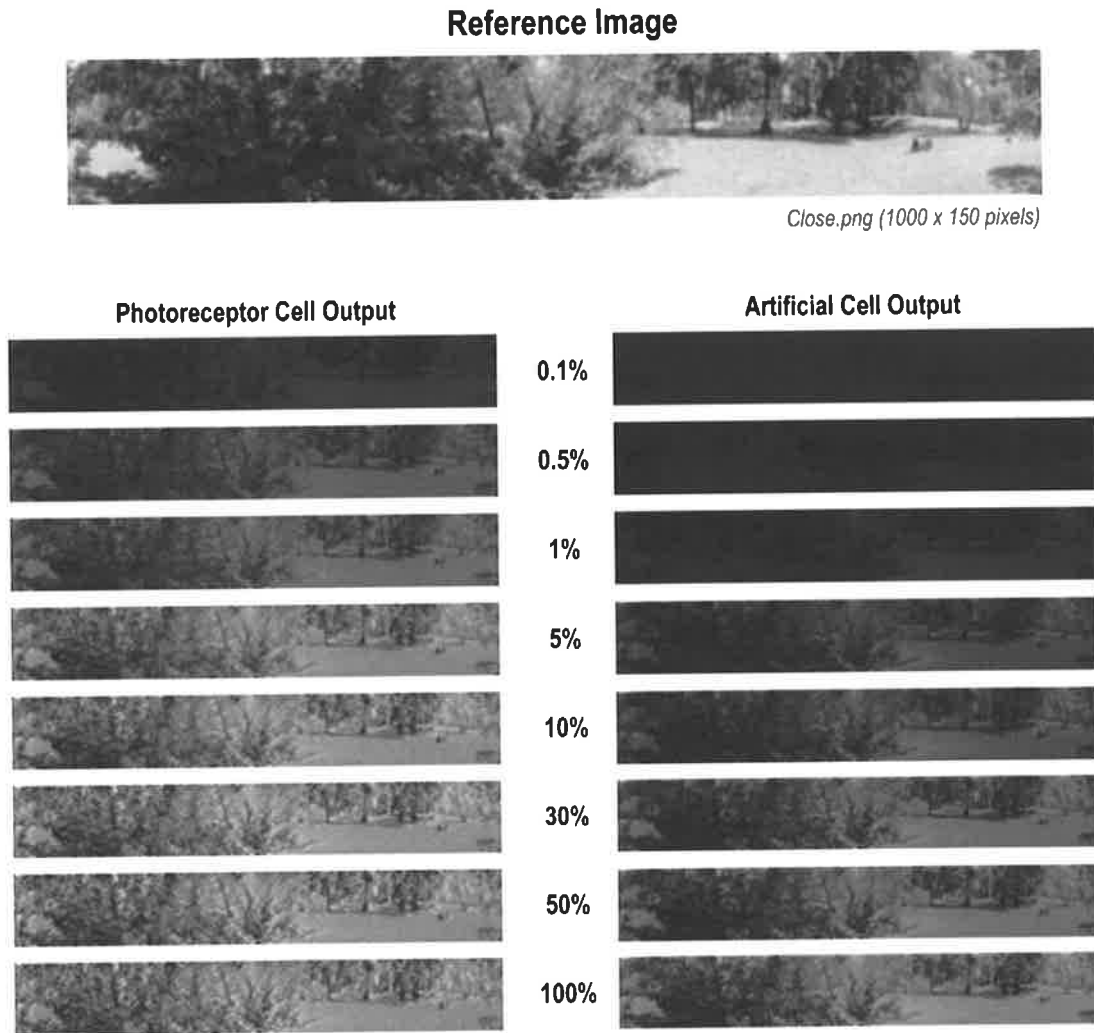 Reference Image
Close.png (1000 x 150 pixels)
Photoreceptor Cell Output
Artificial Cell Output
0.1%
0.5%
1%
5%
10%
30%
50%
100%